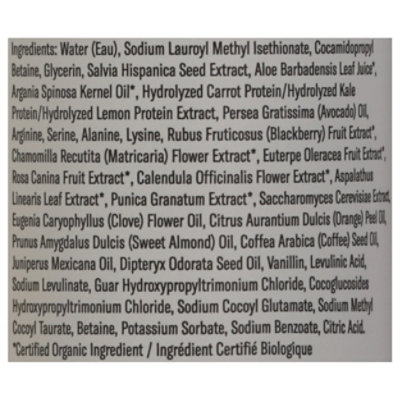 Ingredients: Water (Eau), Sodium Lauroyl Methyl Isethionate, Cocamidopropyl
Betaine, Glycerin, Salvia Hispanica Seed Extract, Aloe Barbadensis Leaf Juice*,
Argania Spinosa Kernel Oil*, Hydrolyzed Carrot Protein/Hydrolyzed Kale
Protein/Hydrolyzed Lemon Protein Extract, Persea Gratissima (Avocado) Oil,
Arginine, Serine, Alanine, Lysine, Rubus Fruticosus (Blackberry) Fruit Extract*,
Chamomilla Recutita (Matricaria) Flower Extract*, Euterpe Oleracea Fruit Extract*,
Rosa Canina Fruit Extract*, Calendula Officinalis Flower Extract*, Aspalathus
Linearis Leaf Extract*, Punica Granatum Extract*, Saccharomyces Cerevisiae Extract,
Eugenia Caryophyllus (Clove) Flower Oil, Citrus Aurantium Dulcis (Orange) Peel Oil,
Prunus Amygdalus Dulcis (Sweet Almond) Oil, Coffea Arabica (Coffee) Seed Oil,
Juniperus Mexicana Oil, Dipteryx Odorata Seed Oil, Vanillin, Levulinic Acid,
Sodium Levulinate, Guar Hydroxypropyltrimonium Chloride, Cocoglucosides
Hydroxypropyltrimonium Chloride, Sodium Cocoyl Glutamate, Sodium Methyl
Cocoyl Taurate, Betaine, Potassium Sorbate, Sodium Benzoate, Citric Acid.
*Certified Organic Ingredient / Ingrédient Certifié Biologique